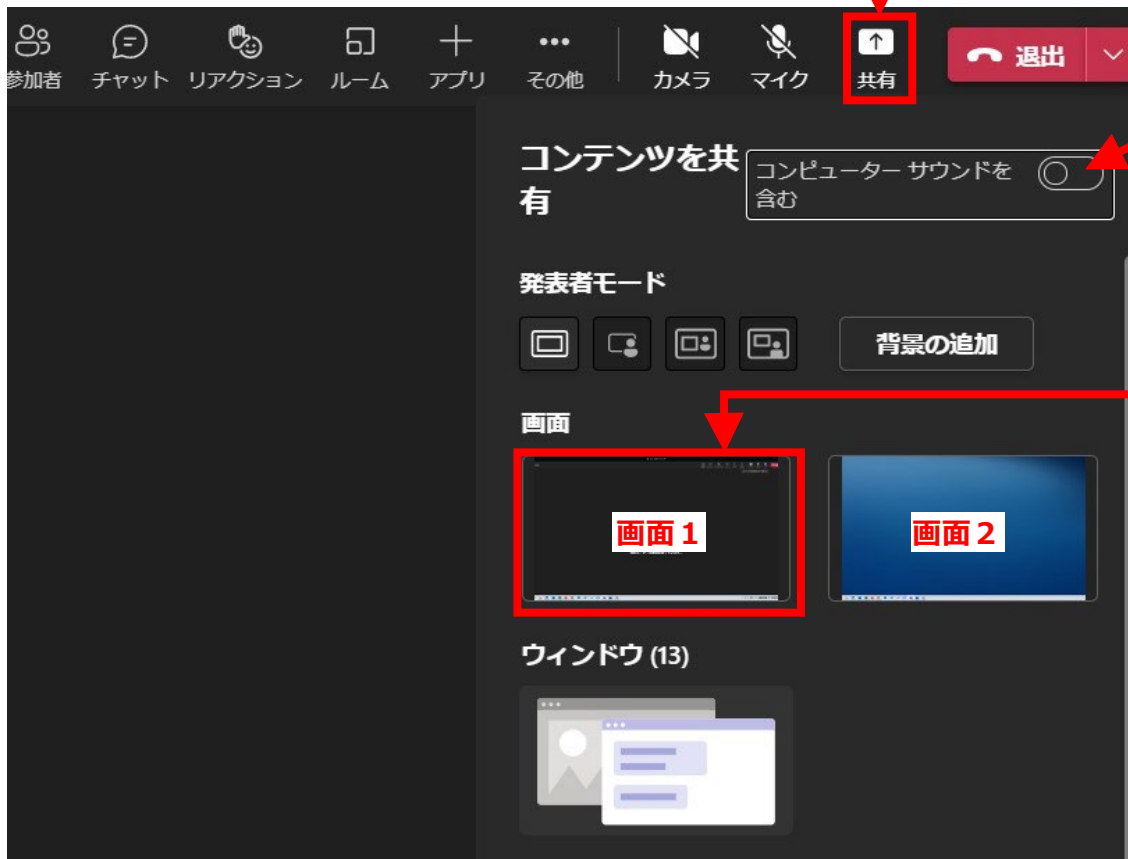 参加者 チャット リアクション ルーム アプリ その他 カメラ マイク 共有 退出
コンテンツを共
有
コンピューター サウンドを
含む
発表者モード
背景の追加
画面
画面1 画面2
ウィンドウ (13)